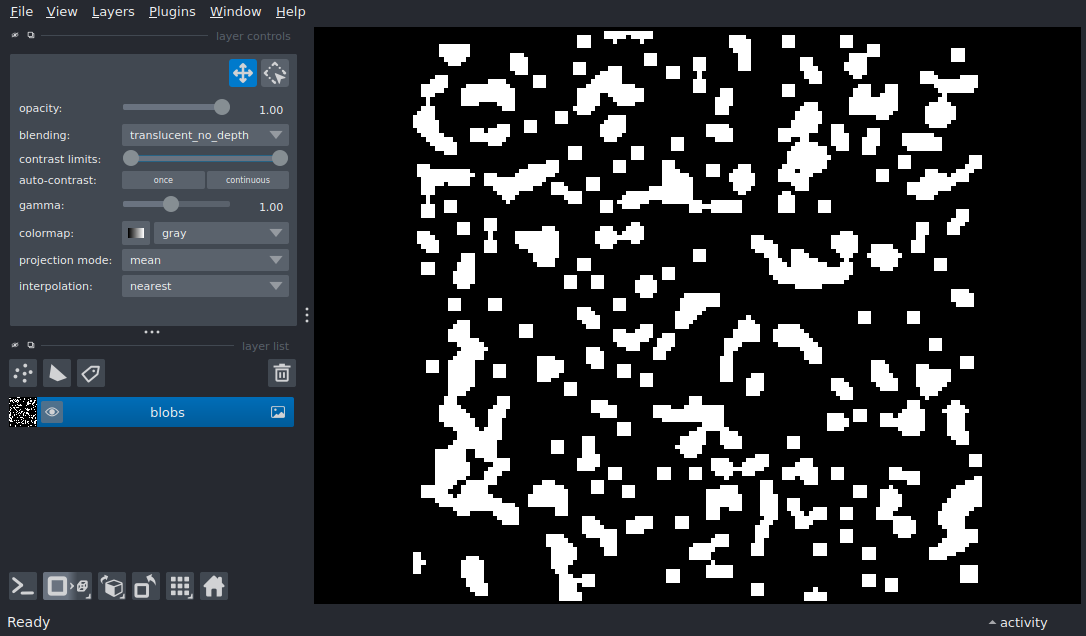 File View Layers Plugins Window Help
layer controls
opacity: 1.00
blending: translucent_no_depth
contrast limits:
auto-contrast: once continuous
gamma: 1.00
colormap: gray
projection mode: mean
interpolation: nearest
layer list
blobs
Ready activity